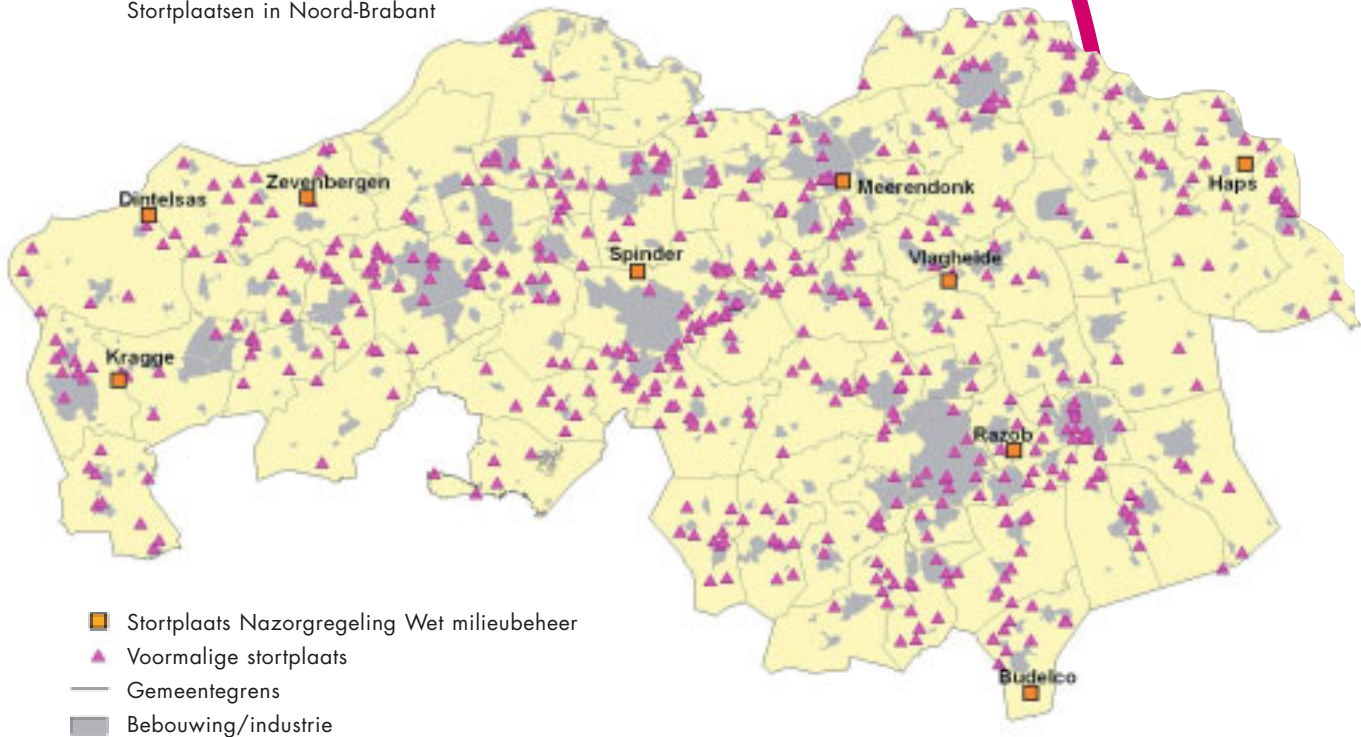 Stortplaatsen in Noord-Brabant
Zevenbergen
Dintelsas
Meerendonk
Haps
Spinder
Vlagheide
Kragge
Razob
Budelco
Stortplaats Nazorgregeling Wet milieubeheer
Voormalige stortplaats
Gemeentegrens
Bebouwing/industrie